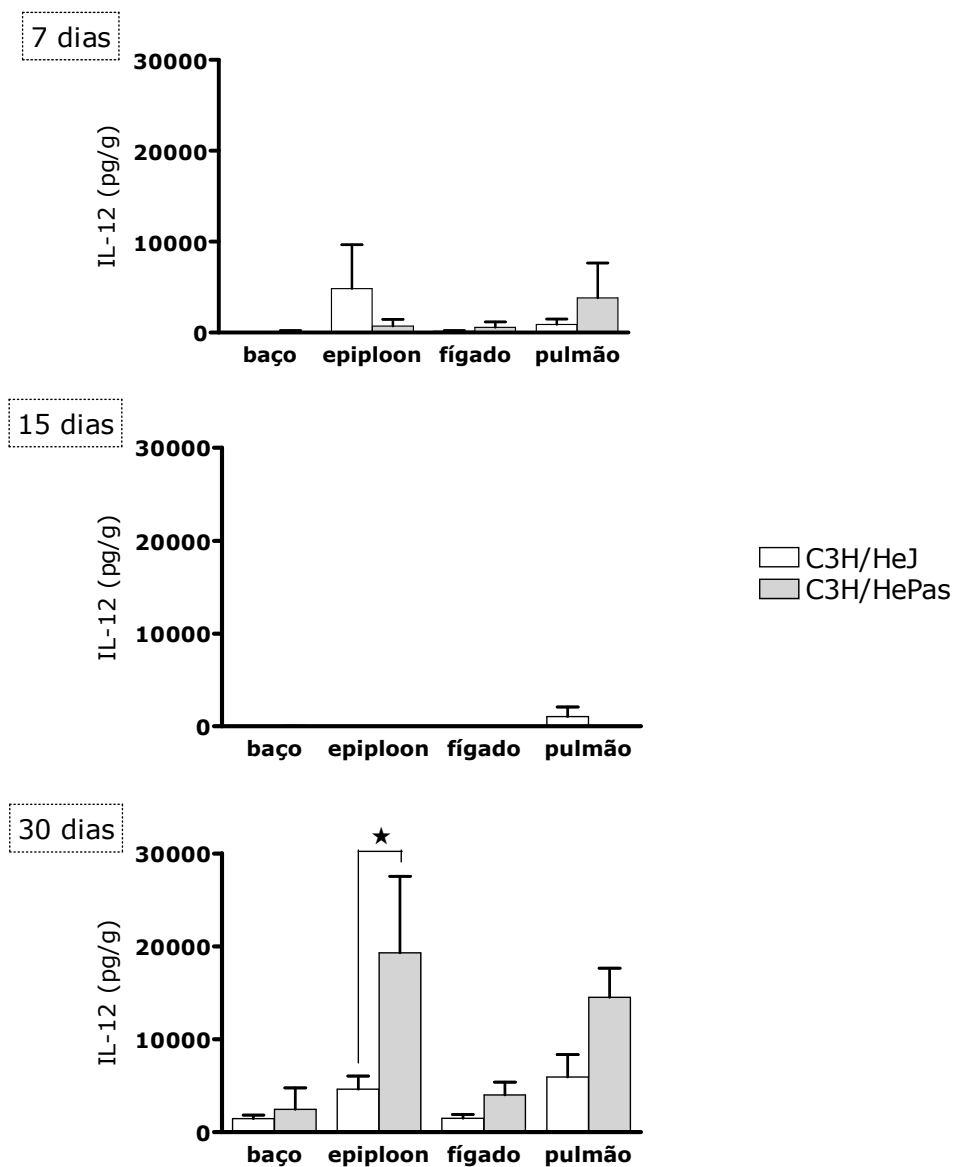 7 dias
30000
20000
10000
0
IL-12 (pg/g)
baço epiploon fígado pulmão
15 dias
30000
20000
10000
0
IL-12 (pg/g)
baço epiploon fígado pulmão
C3H/HeJ
C3H/HePas
30 dias
30000
20000
10000
0
IL-12 (pg/g)
★
baço epiploon fígado pulmão